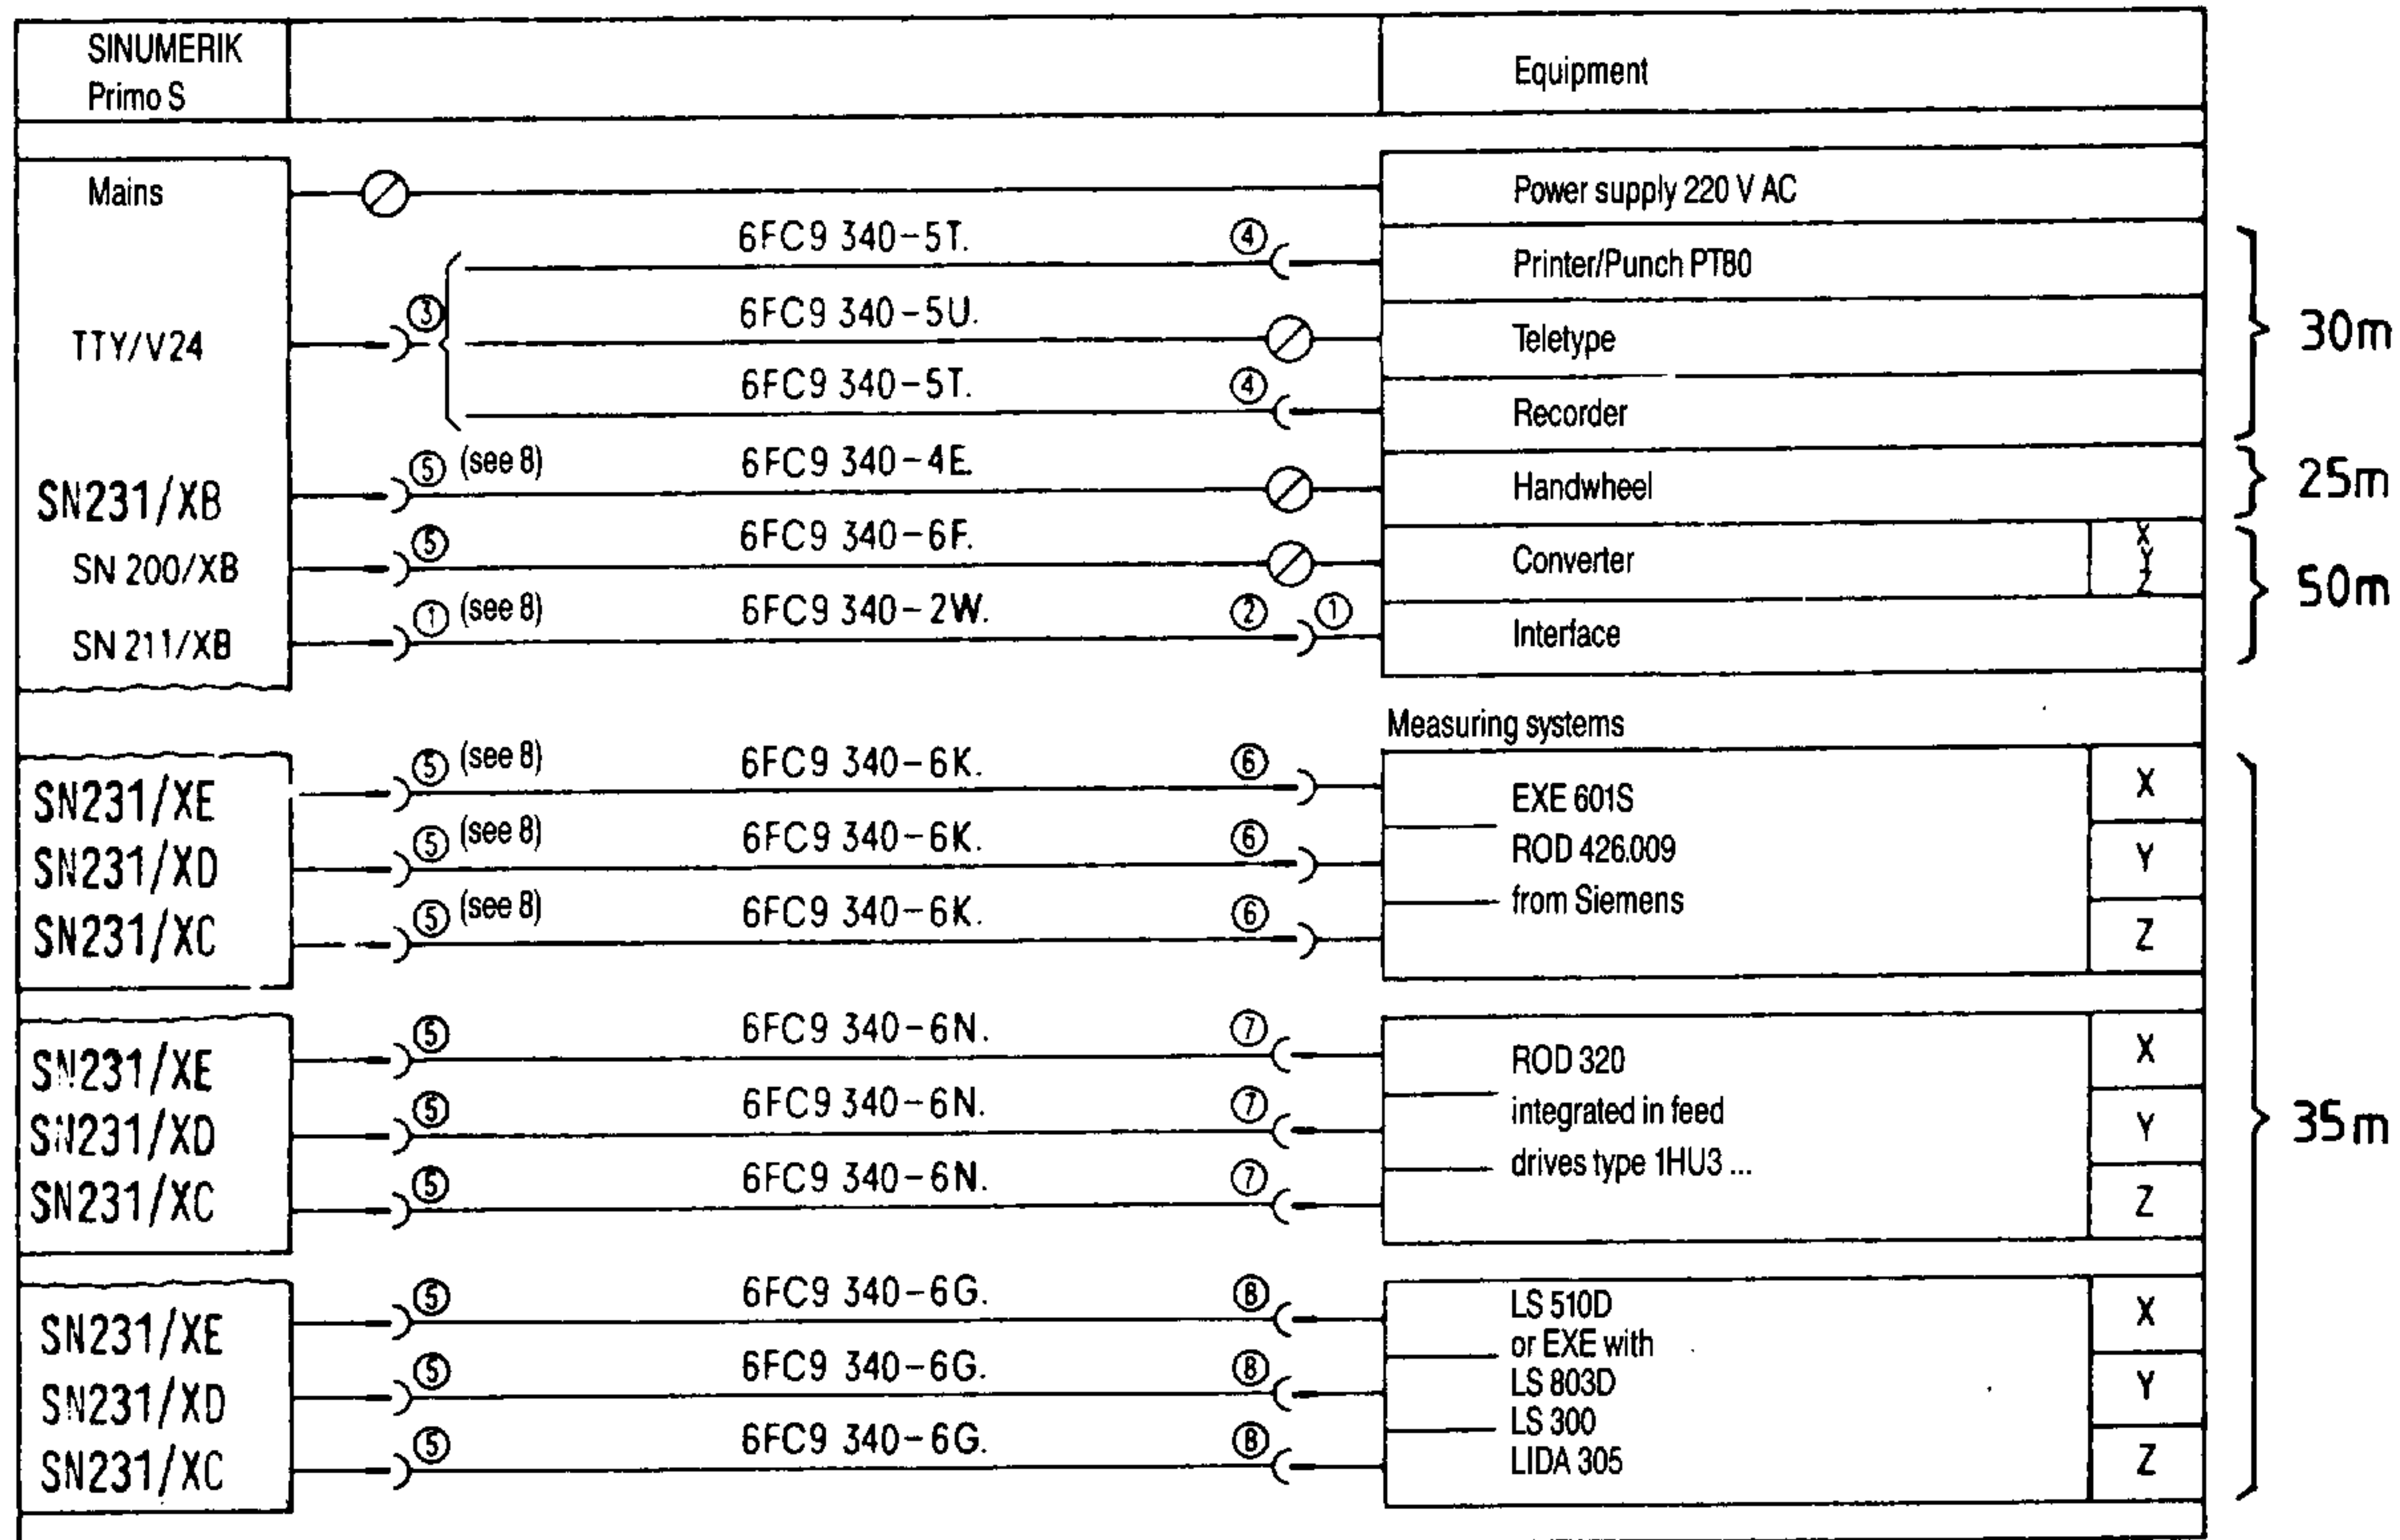 SINUMERIK
Primo S
Equipment
Mains
Power supply 220 V AC
6FC9 340-5T. ④
Printer/Punch PT80
TTY/V24 ③ 6FC9 340-5U.
Teletype
30m
6FC9 340-5T. ④
Recorder
SN231/XB ⑤ (see 8) 6FC9 340-4E.
Handwheel
25m
SN 200/XB ⑤ 6FC9 340-6F.
Converter
X
Y
Z
50m
SN 211/XB ① (see 8) 6FC9 340-2W. ② ①
Interface
Measuring systems
SN231/XE ⑤ (see 8) 6FC9 340-6K. ⑥
X
SN231/XD ⑤ (see 8) 6FC9 340-6K. ⑥
Y
SN231/XC ⑤ (see 8) 6FC9 340-6K. ⑥
Z
EXE 601S
ROD 426.009
from Siemens
SN231/XE ⑤ 6FC9 340-6N. ⑦
X
SN231/XD ⑤ 6FC9 340-6N. ⑦
Y
SN231/XC ⑤ 6FC9 340-6N. ⑦
Z
ROD 320
integrated in feed
drives type 1HU3 ...
35m
SN231/XE ⑤ 6FC9 340-6G. ⑧
X
SN231/XD ⑤ 6FC9 340-6G. ⑧
Y
SN231/XC ⑤ 6FC9 340-6G. ⑧
Z
LS 510D
or EXE with
LS 803D
LS 300
LIDA 305